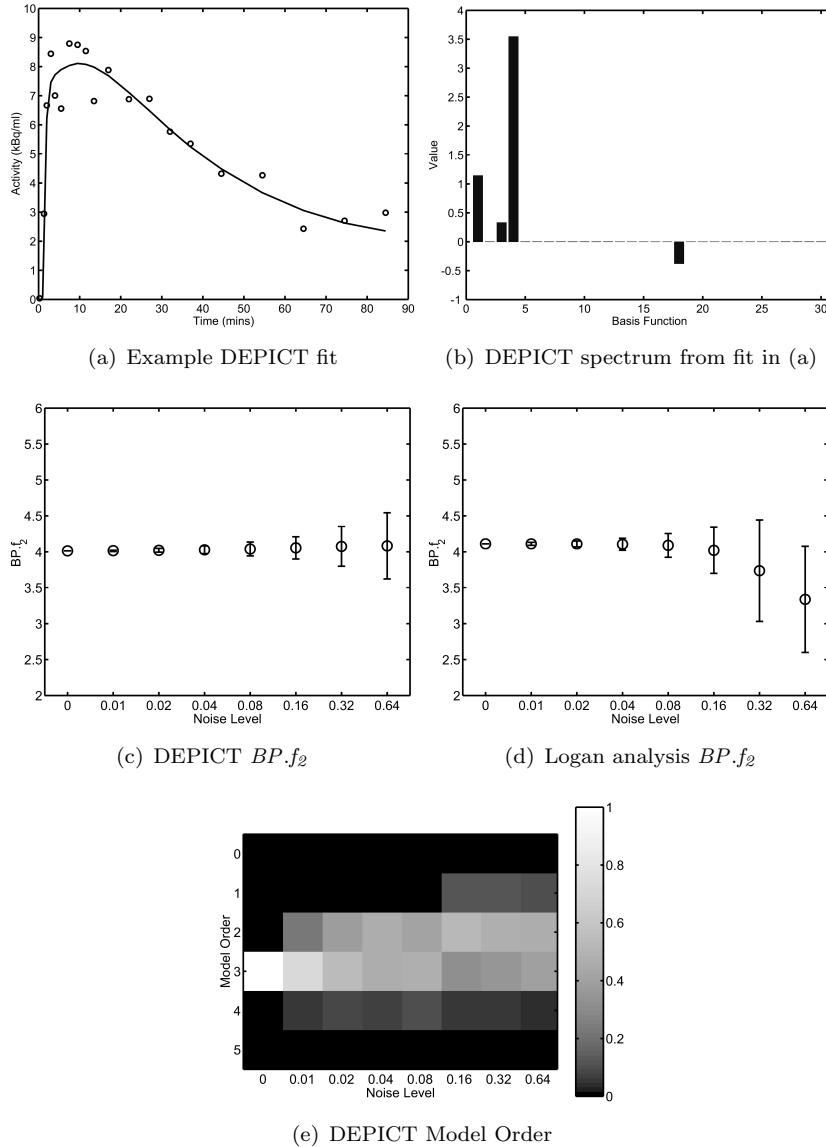 9
8
7
6
5
4
3
2
1
0
Activity (kBq/ml)
0 10 20 30 40 50 60 70 80 90
Time (mins)
(a) Example DEPICT fit
4
3.5
3
2.5
2
1.5
1
0.5
0
-0.5
-1
Value
0 5 10 15 20 25 30
Basis Function
(b) DEPICT spectrum from fit in (a)
6
5.5
5
4.5
4
3.5
3
2.5
2
BP.f2
0 0.01 0.02 0.04 0.08 0.16 0.32 0.64
Noise Level
(c) DEPICT BP.f2
6
5.5
5
4.5
4
3.5
3
2.5
2
BP.f2
0 0.01 0.02 0.04 0.08 0.16 0.32 0.64
Noise Level
(d) Logan analysis BP.f2
0
1
2
3
4
5
Model Order
0 0.01 0.02 0.04 0.08 0.16 0.32 0.64
Noise Level
1
0.8
0.6
0.4
0.2
0
(e) DEPICT Model Order